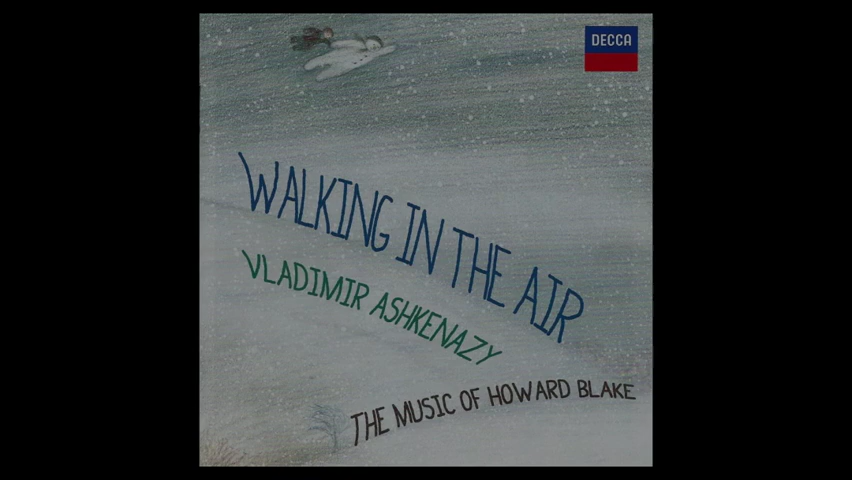 DECCA
WALKING IN THE AIR
VLADIMIR ASHKENAZY
THE MUSIC OF HOWARD BLAKE